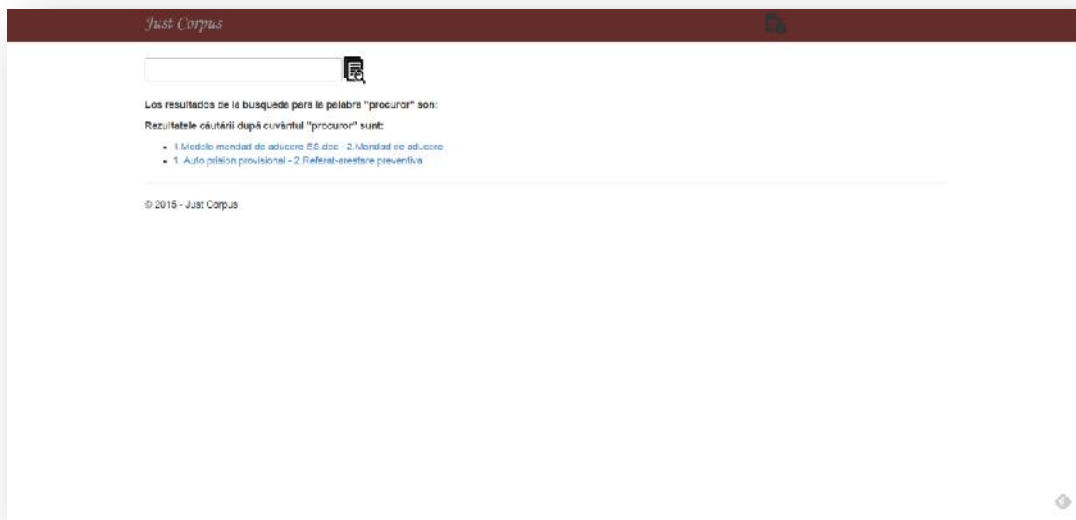 Just Corpus
Los resultados de la busqueda para la palabra "procuror" son:
Rezultatele căutării după cuvântul "procuror" sunt:
1.Modelo mandad de aducere ES.doc - 2.Mandad de aducere
1. Auto prision provisional - 2.Referat-arestare preventiva
© 2015 - Just Corpus